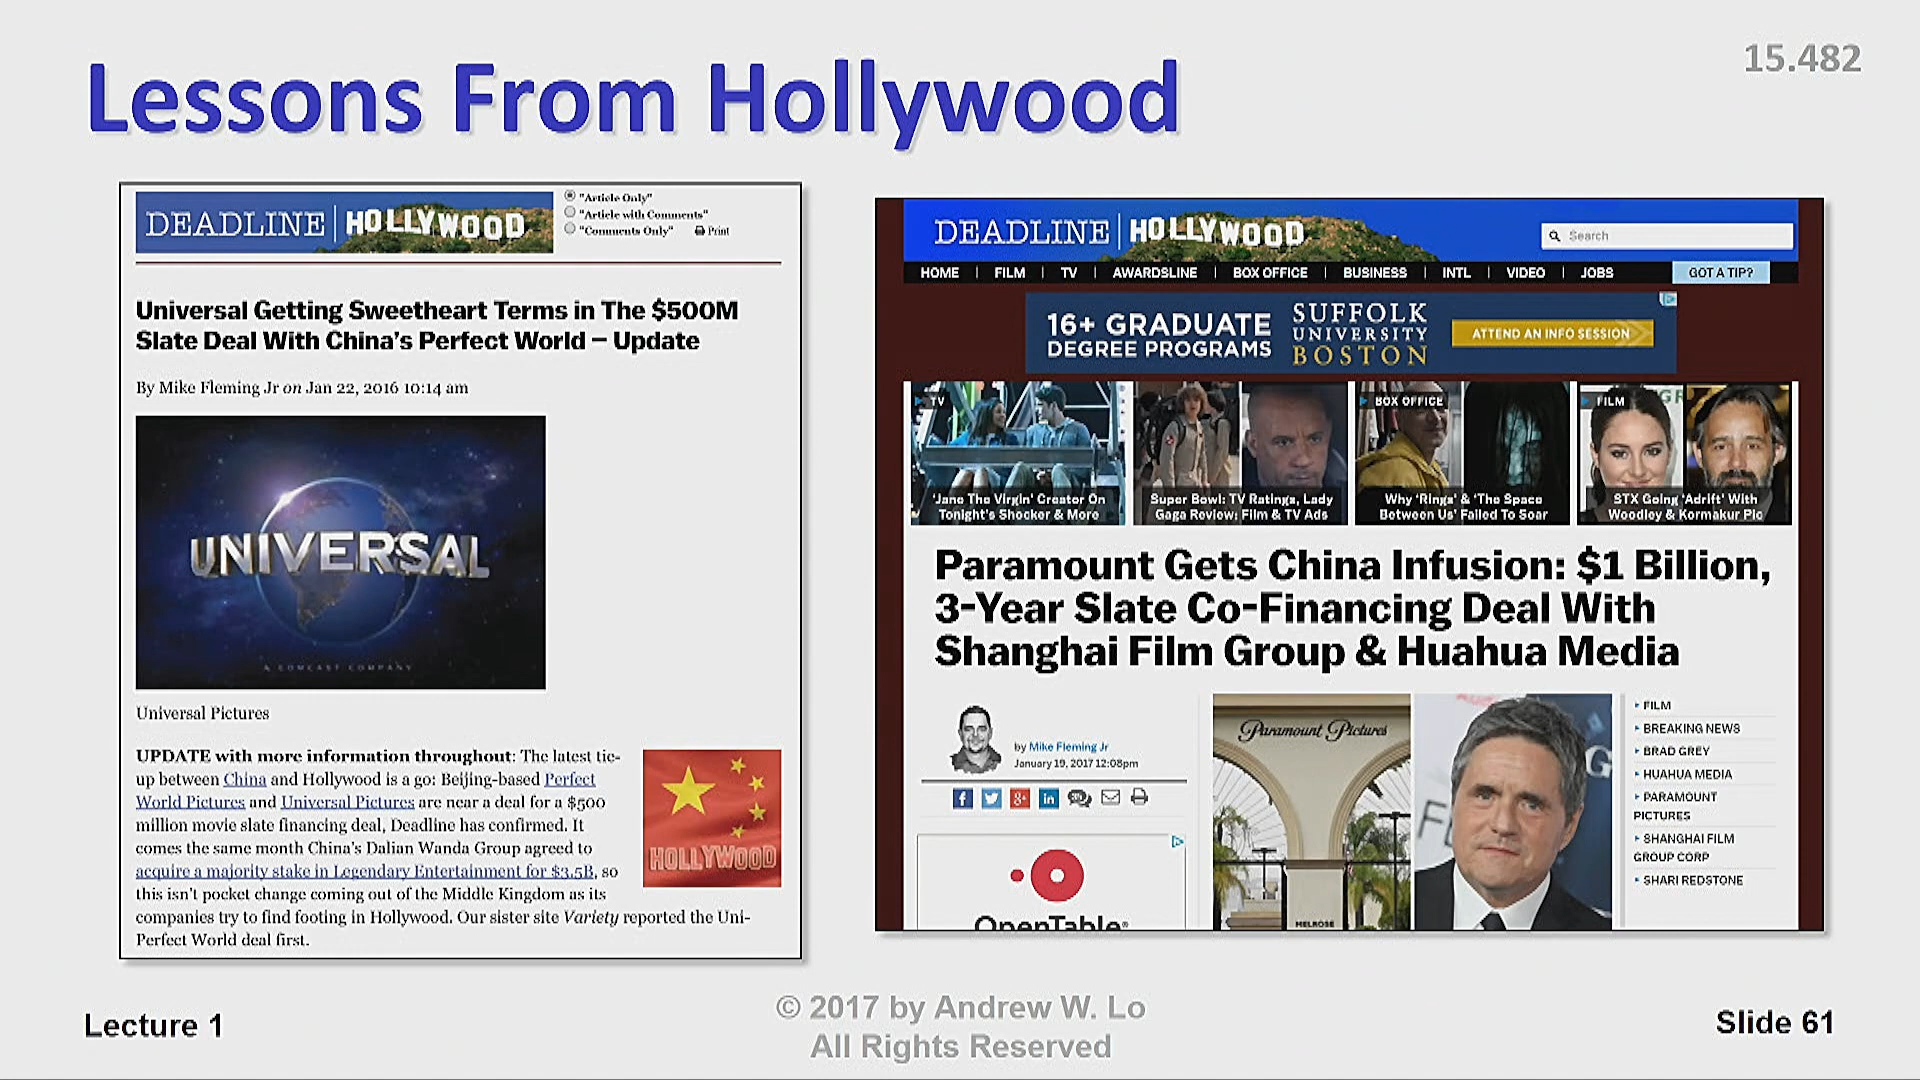 Lessons From Hollywood
15.482
DEADLINE | HOLLYWOOD
"Article Only"
"Article with Comments"
"Comments Only" Print
Universal Getting Sweetheart Terms in The $500M
Slate Deal With China's Perfect World – Update
By Mike Fleming Jr on Jan 22, 2016 10:14 am
UNIVERSAL
A COMCAST COMPANY
Universal Pictures
UPDATE with more information throughout: The latest tie-
up between China and Hollywood is a go: Beijing-based Perfect
World Pictures and Universal Pictures are near a deal for a $500
million movie slate financing deal, Deadline has confirmed. It
comes the same month China's Dalian Wanda Group agreed to
acquire a majority stake in Legendary Entertainment for $3.5B, so
this isn't pocket change coming out of the Middle Kingdom as its
companies try to find footing in Hollywood. Our sister site Variety reported the Uni-
Perfect World deal first.
HOLLYWOOD
DEADLINE | HOLLYWOOD
Search
HOME | FILM | TV | AWARDSLINE | BOX OFFICE | BUSINESS | INTL | VIDEO | JOBS
GOT A TIP?
16+ GRADUATE
DEGREE PROGRAMS
SUFFOLK
UNIVERSITY
BOSTON
ATTEND AN INFO SESSION
TV
'Jane The Virgin' Creator On
Tonight's Shocker & More
Super Bowl: TV Ratings, Lady
Gaga Review; Film & TV Ads
BOX OFFICE
Why 'Rings' & 'The Space
Between Us' Failed To Soar
FILM
STX Going 'Adrift' With
Woodley & Kormakur Pic
Paramount Gets China Infusion: $1 Billion,
3-Year Slate Co-Financing Deal With
Shanghai Film Group & Huahua Media
by Mike Fleming Jr
January 19, 2017 12:08pm
OpenTable
Paramount Pictures
MELROSE
FILM
BREAKING NEWS
BRAD GREY
HUAHUA MEDIA
PARAMOUNT
PICTURES
SHANGHAI FILM
GROUP CORP
SHARI REDSTONE
Lecture 1
© 2017 by Andrew W. Lo
All Rights Reserved
Slide 61